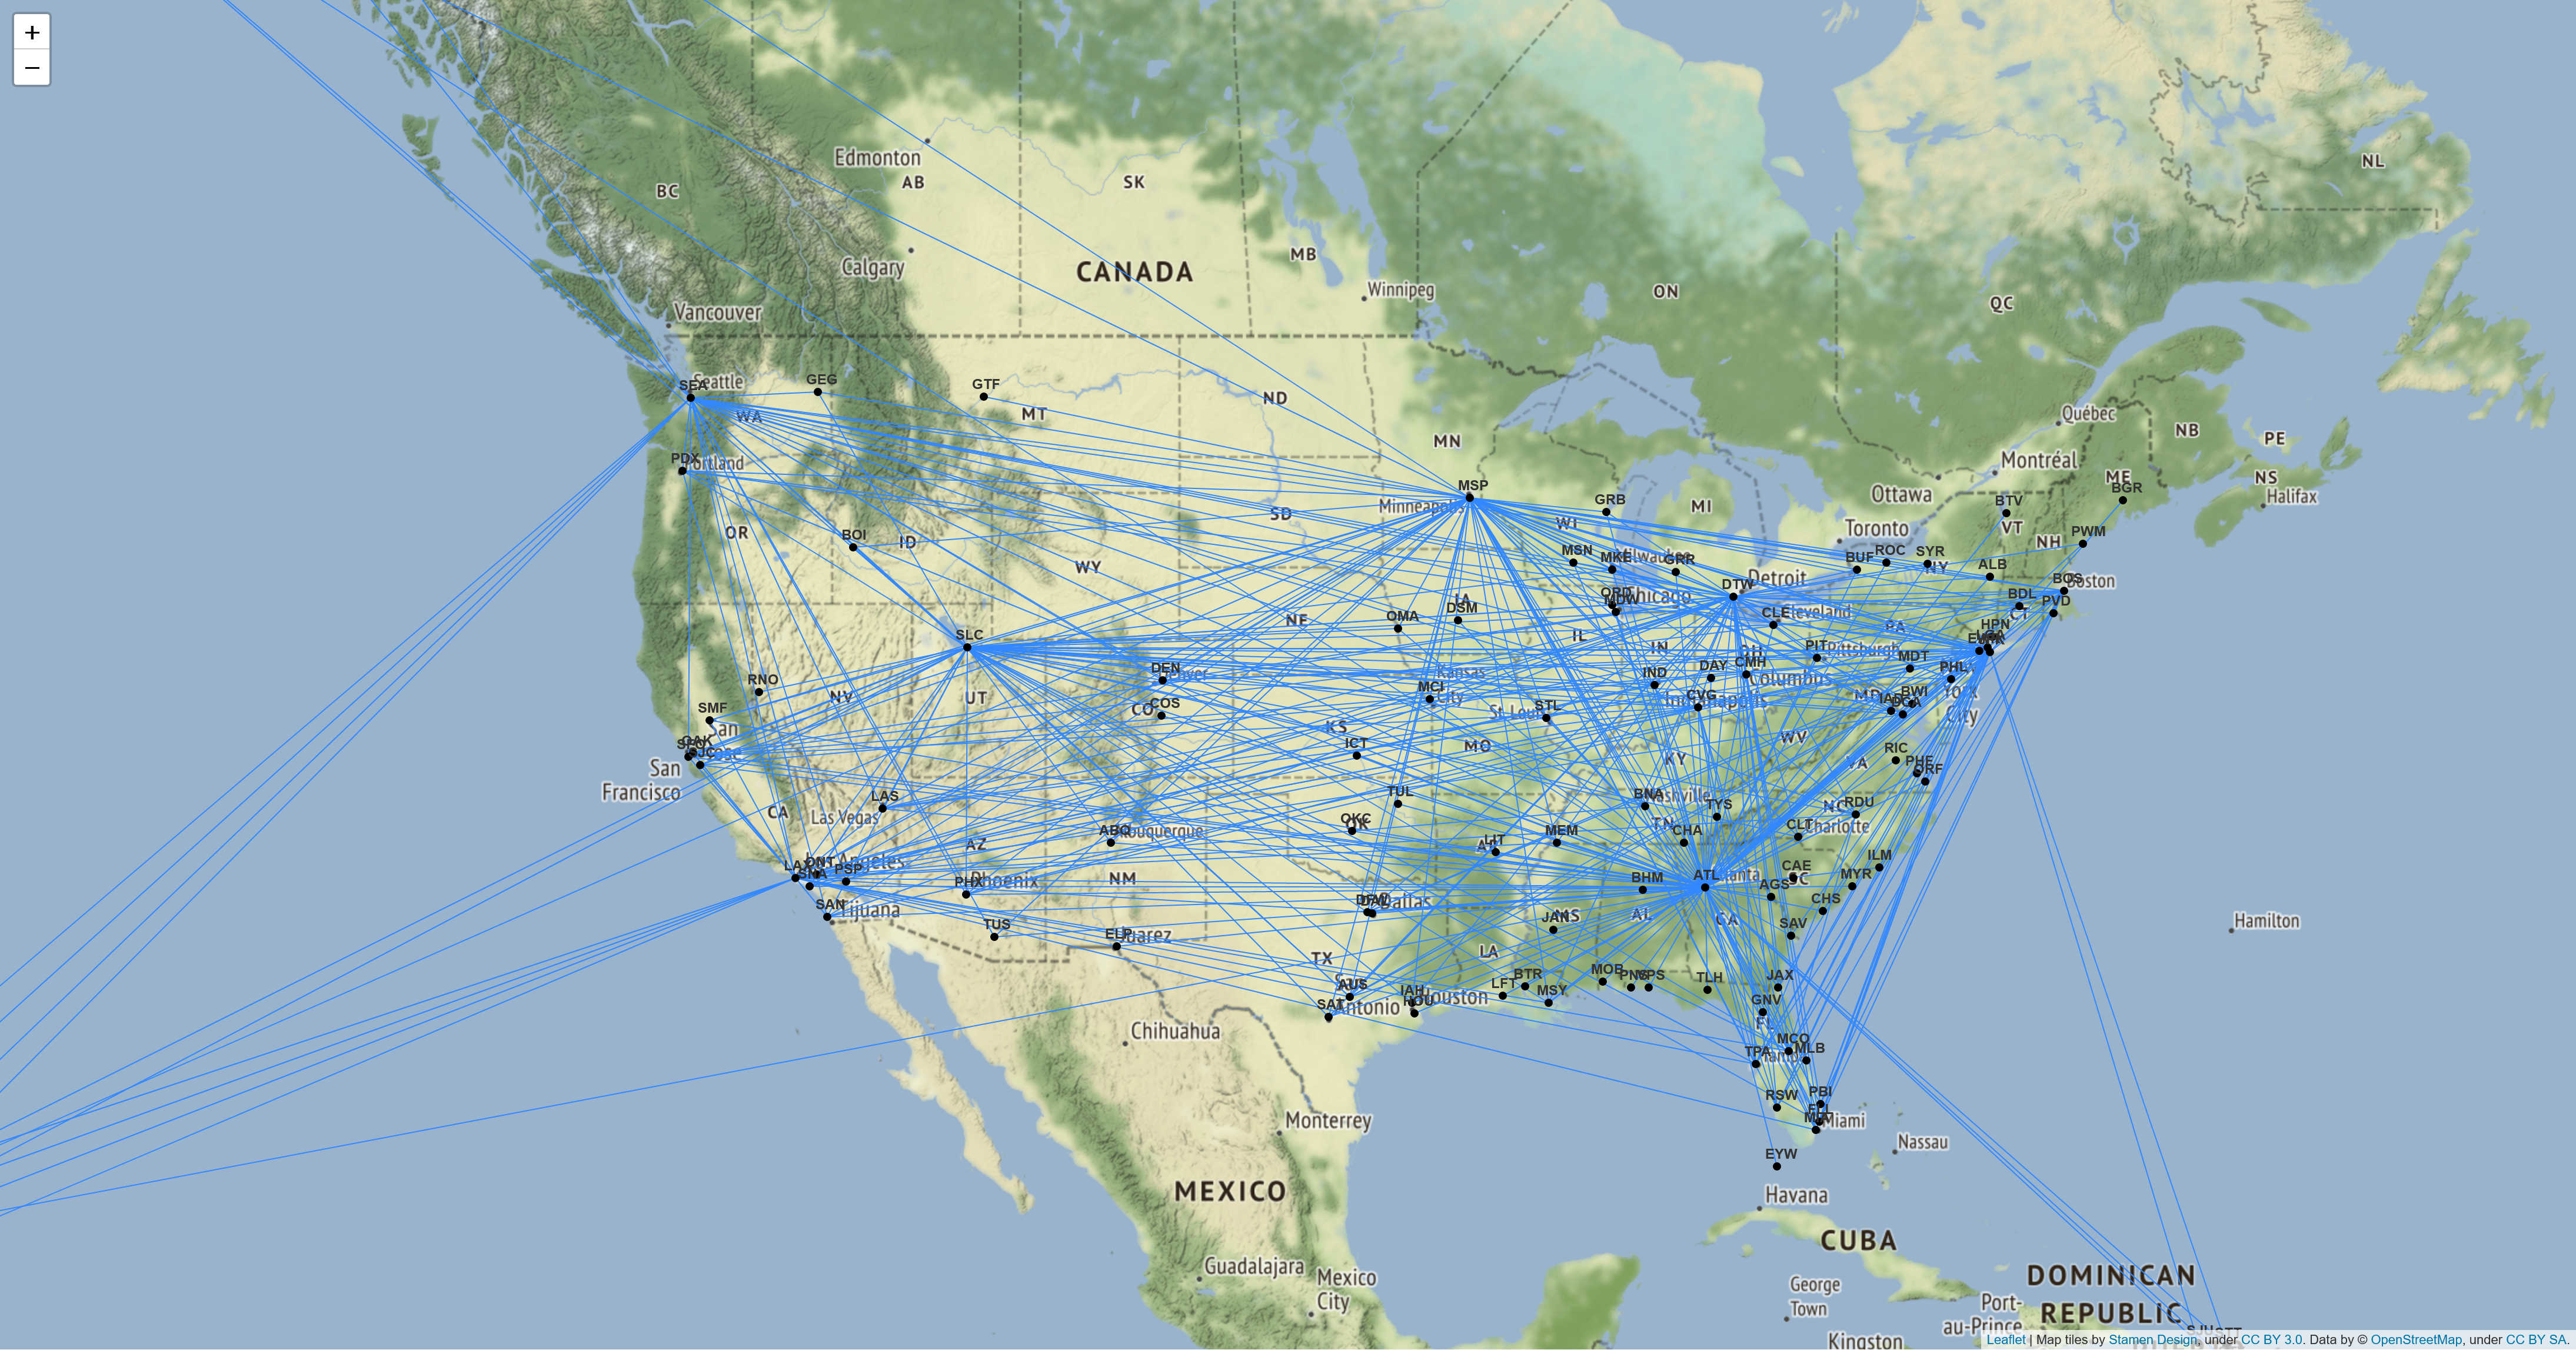 +
−
Edmonton
AB
SK
BC
NL
CANADA
MB
Calgary
Winnipeg
ON
QC
Vancouver
SEA
Seattle
GEG
GTF
MT
ND
WA
Québec
NB
PE
MN
PDX
Portland
Montréal
ME
NS
BGR
Halifax
MSP
Minneapolis
GRB
MI
Ottawa
BTV
VT
SD
WI
Toronto
PWM
NH
OR
BOI
ID
MSN
MKE
GRR
BUF
ROC
SYR
NY
ALB
WY
DTW
Detroit
BOS
Boston
ORD
MDW
Chicago
IA
DSM
OMA
NE
CLE
Cleveland
BDL
CT
PVD
HPN
PA
SLC
IL
IN
OH
PIT
Pittsburgh
MDT
PHL
DEN
Denver
Kansas
City
MCI
IND
DAY
CMH
Columbus
York
City
RNO
NV
UT
CO
COS
STL
St. Louis
CVG
Indianapolis
MD
IAD
BWI
DCA
SMF
San
Jose
SFO
OAK
SJC
KS
ICT
MO
KY
WV
RIC
VA
PHF
ORF
San
Francisco
CA
LAS
Las Vegas
TUL
BNA
Nashville
TYS
NC
RDU
OKC
OK
ABQ
Albuquerque
AZ
LIT
AR
MEM
TN
CHA
CLT
Charlotte
LAX
ONT
Los Angeles
SNA
PSP
PHX
Phoenix
NM
BHM
ATL
Atlanta
CAE
SC
AGS
MYR
ILM
SAN
Tijuana
DFW
DAL
Dallas
JAN
MS
AL
GA
CHS
SAV
Hamilton
TUS
ELP
Juarez
TX
LA
AUS
SAT
Antonio
IAH
HOU
Houston
LFT
BTR
MSY
MOB
PNS
VPS
TLH
JAX
GNV
FL
Chihuahua
MCO
MLB
TPA
Tampa
RSW
PBI
FLL
MIA
Miami
Monterrey
Nassau
EYW
MEXICO
Havana
CUBA
Guadalajara
Mexico
City
George
Town
DOMINICAN
REPUBLIC
Port-
au-Prince
Kingston
SJU
STT
Leaflet | Map tiles by Stamen Design, under CC BY 3.0. Data by © OpenStreetMap, under CC BY SA.